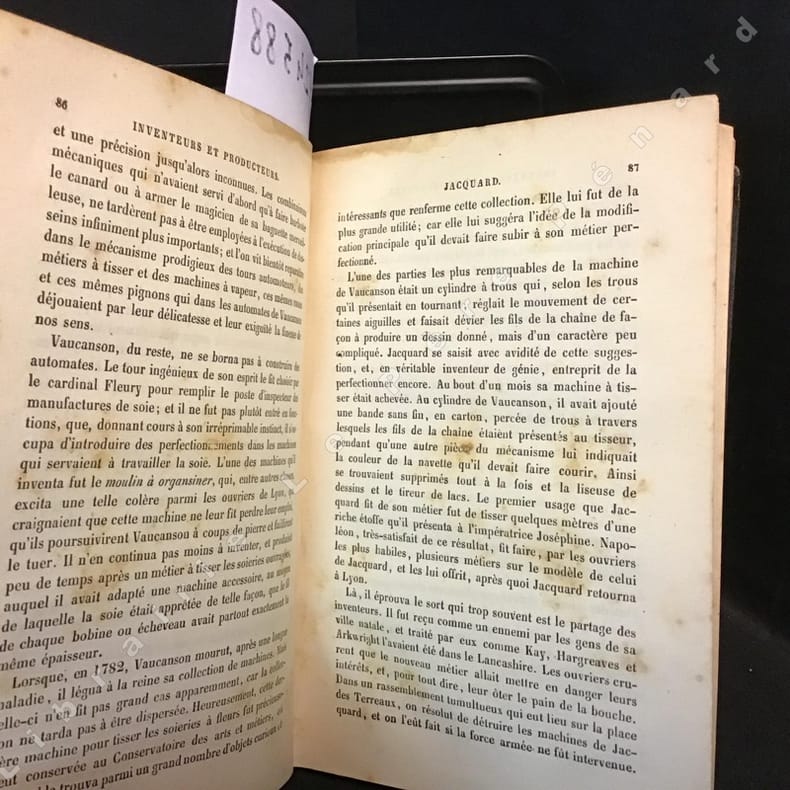 86
INVENTEURS ET PRODUCTEURS.
et une précision jusqu'alors inconnues. Les combinaisons
mécaniques qui n'avaient servi d'abord qu'à faire
le canard ou à armer le magicien de sa baguette merveil-
leuse, ne tardèrent pas à être employées à l'exécution de des-
seins infiniment plus importants; et l'on vit bientôt
dans le mécanisme prodigieux des tours automoteurs, des
métiers à tisser et des machines à vapeur, ces mêmes roues
et ces mêmes pignons qui dans les automates de Vaucanson
déjouaient par leur délicatesse et leur exiguïté la finesse de
nos sens.
Vaucanson, du reste, ne se borna pas à construire des
automates. Le tour ingénieux de son esprit le fit choisir par
le cardinal Fleury pour remplir le poste d'inspecteur des
manufactures de soie; et il ne fut pas plutôt entré en fonc-
tions, que, donnant cours à son irréprimable instinct, il s'oc-
cupa d'introduire des perfectionnements dans les machines
qui servaient à travailler la soie. L'une des machines qu'il
inventa fut le moulin à organsiner, qui, entre autres
excita une telle colère parmi les ouvriers de Lyon, qui
craignaient que cette machine ne leur fit perdre leur emploi,
qu'ils poursuivirent Vaucanson à coups de pierre et faillirent
le tuer. Il n'en continua pas moins à inventer, et produisit
peu de temps après un métier à tisser les soieries ouvragées,
auquel il avait adapté une machine accessoire, au moyen
de laquelle la soie était apprêtée de telle façon, que le fil
de chaque bobine ou écheveau avait partout exactement la
même épaisseur.
Lorsque, en 1782, Vaucanson mourut, après une longue
maladie, il légua à la reine sa collection de machines. Mais
elle-ci n'en fit pas grand cas apparemment, car la collec-
on ne tarda pas à être dispersée. Heureusement, cette der-
ère machine pour tisser les soieries à fleurs fut précieuse-
ent conservée au Conservatoire des arts et métiers, où
trouva parmi un grand nombre d'objets curieux et
JACQUARD.
87
intéressants que renferme cette collection. Elle lui fut de la
plus grande utilité; car elle lui suggéra l'idée de la modifi-
cation principale qu'il devait faire subir à son métier per-
fectionné.
L'une des parties les plus remarquables de la machine
de Vaucanson était un cylindre à trous qui, selon les trous
qu'il présentait en tournant, réglait le mouvement de cer-
taines aiguilles et faisait dévier les fils de la chaîne de fa-
çon à produire un dessin donné, mais d'un caractère peu
compliqué. Jacquard se saisit avec avidité de cette sugges-
tion, et, en véritable inventeur de génie, entreprit de la
perfectionner encore. Au bout d'un mois sa machine à tis-
ser était achevée. Au cylindre de Vaucanson, il avait ajouté
une bande sans fin, en carton, percée de trous à travers
lesquels les fils de la chaîne étaient présentés au tisseur,
pendant qu'une autre pièce du mécanisme lui indiquait
la couleur de la navette qu'il devait faire courir. Ainsi
se trouvaient supprimés tout à la fois et la liseuse de
dessins et le tireur de lacs. Le premier usage que Jac-
quard fit de son métier fut de tisser quelques mètres d'une
riche étoffe qu'il présenta à l'impératrice Joséphine. Napo-
léon, très-satisfait de ce résultat, fit faire, par les ouvriers
les plus habiles, plusieurs métiers sur le modèle de celui
de Jacquard, et les lui offrit, après quoi Jacquard retourna
à Lyon.
Là, il éprouva le sort qui trop souvent est le partage des
inventeurs. Il fut reçu comme un ennemi par les gens de sa
ville natale, et traité par eux comme Kay, Hargreaves et
Arkwright l'avaient été dans le Lancashire. Les ouvriers cru-
rent que le nouveau métier allait mettre en danger leurs
intérêts, et, pour tout dire, leur ôter le pain de la bouche.
Dans un rassemblement tumultueux qui eut lieu sur la place
des Terreaux, on résolut de détruire les machines de Jac-
quard, et on l'eût fait si la force armée ne fût intervenue.